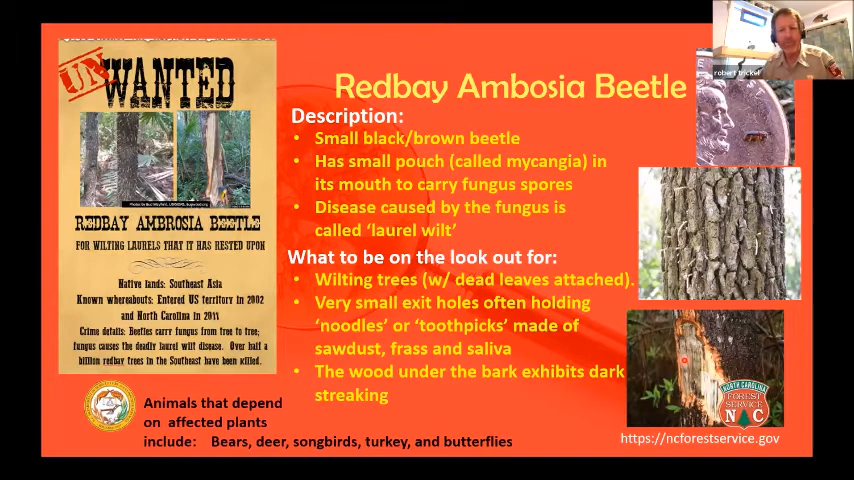 robert trickel
UN
WANTED
REDBAY AMBROSIA BEETLE
FOR WILTING LAURELS THAT IT HAS RESTED UPON
Native lands: Southeast Asia
Known whereabouts: Entered US territory in 2002
and North Carolina in 2011
Crime details: Beetles carry fungus from tree to tree;
fungus causes the deadly laurel wilt disease. Over half a
billion redbay trees in the Southeast have been killed.
Redbay Ambosia Beetle
Description:
• Small black/brown beetle
• Has small pouch (called mycangia) in
its mouth to carry fungus spores
• Disease caused by the fungus is
called ‘laurel wilt’
What to be on the look out for:
• Wilting trees (w/ dead leaves attached).
• Very small exit holes often holding
‘noodles’ or ‘toothpicks’ made of
sawdust, frass and saliva
• The wood under the bark exhibits dark
streaking
Animals that depend
on affected plants
include: Bears, deer, songbirds, turkey, and butterflies
NORTH CAROLINA
FOREST
SERVICE
N C
https://ncforestservice.gov